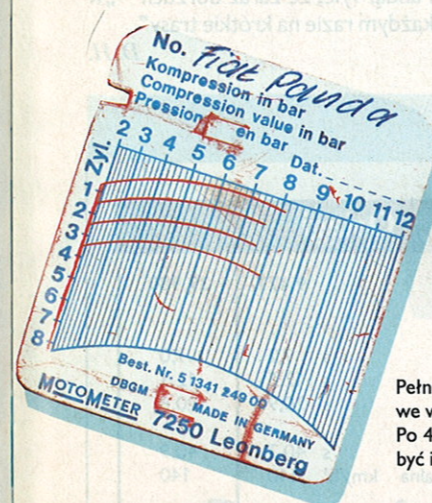 No. Fiat Panda
Kompression in bar
Compression value in bar
Pression en bar
Dat.
2 3 4 5 6 7 8 9 10 11 12
Zyl.
1
2
3
4
5
6
7
8
Best. Nr. 5 1341 249 00
DBGM MADE IN GERMANY
MOTOMETER 7250 Leonberg
Pełn
we w
Po 4
być i